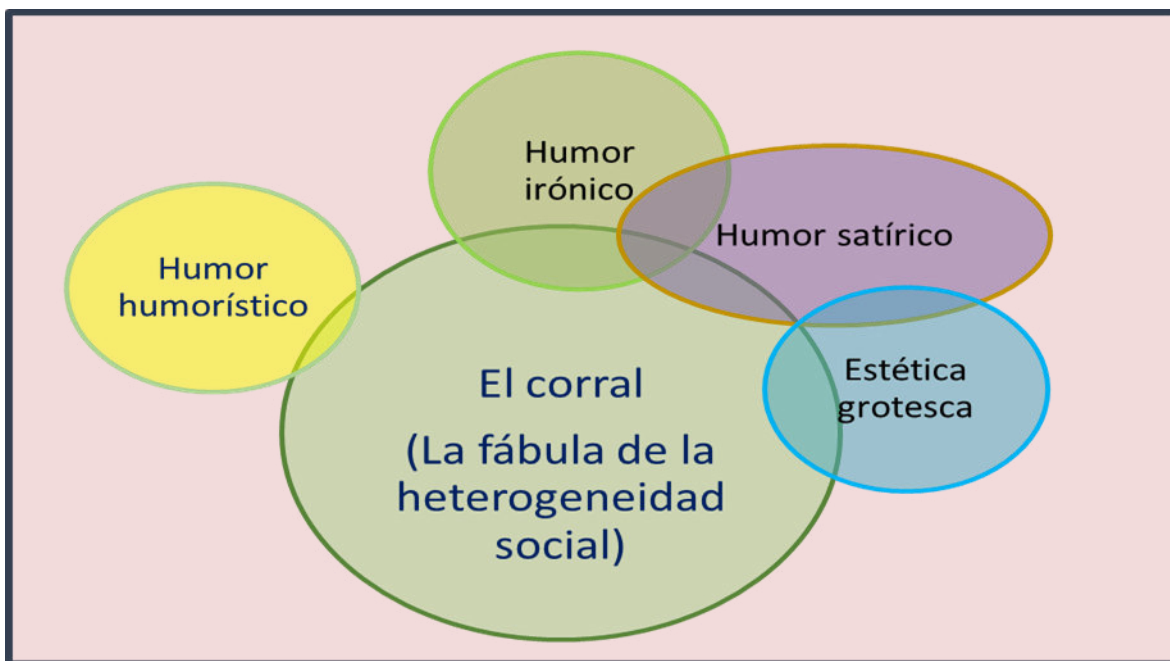 Humor
irónico
Humor satírico
Humor
humorístico
Estética
grotesca
El corral
(La fábula de la
heterogeneidad
social)